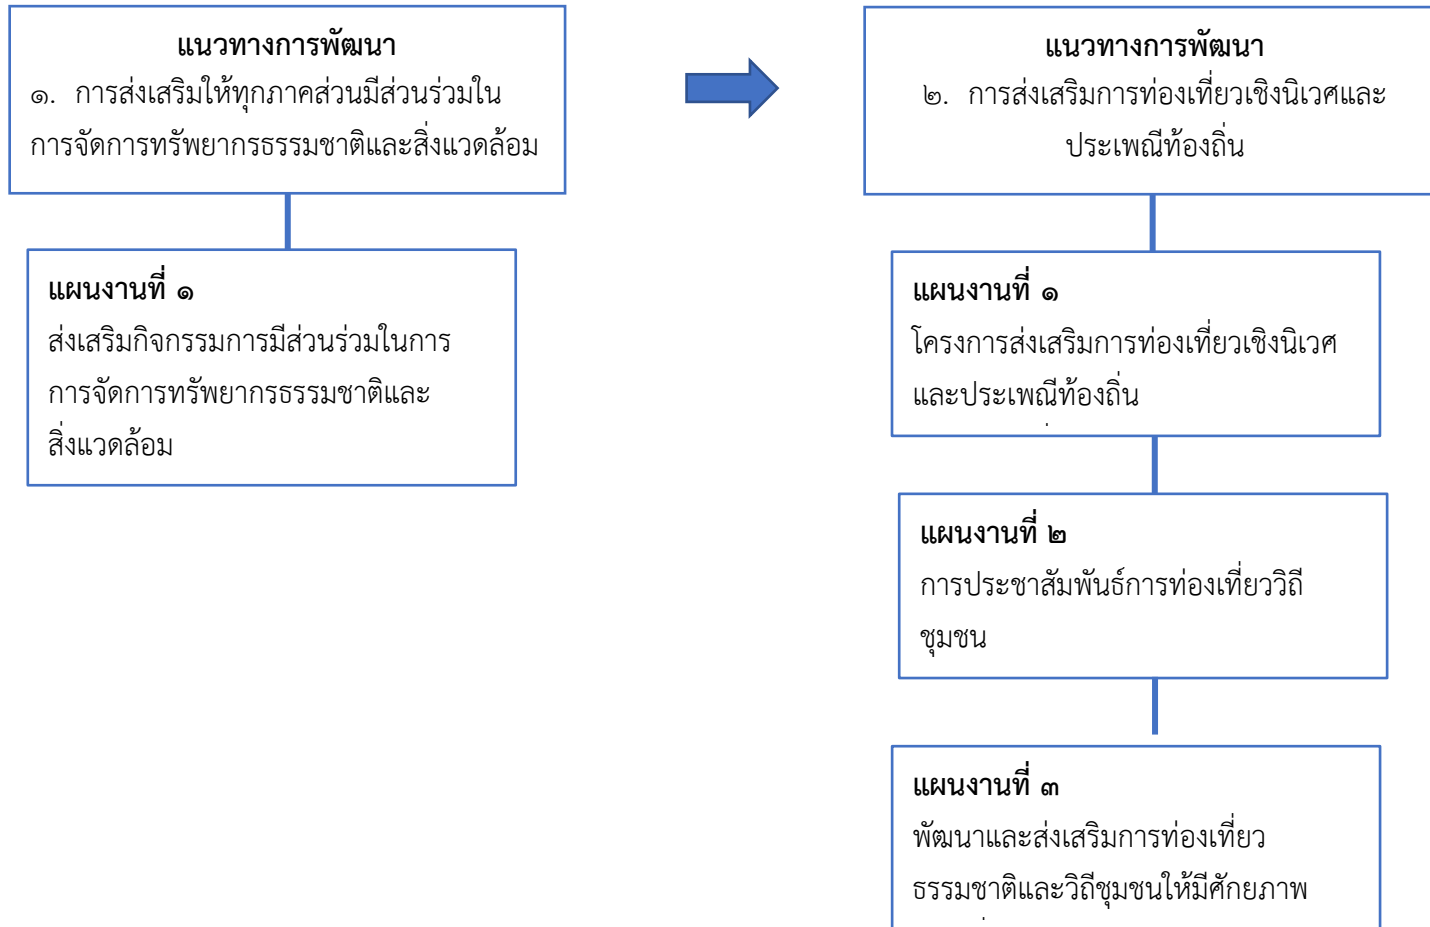 แนวทางการพัฒนา
๑. การส่งเสริมให้ทุกภาคส่วนมีส่วนร่วมใน
การจัดการทรัพยากรธรรมชาติและสิ่งแวดล้อม
แผนงานที่ ๑
ส่งเสริมกิจกรรมการมีส่วนร่วมในการ
การจัดการทรัพยากรธรรมชาติและ
สิ่งแวดล้อม
แนวทางการพัฒนา
๒. การส่งเสริมการท่องเที่ยวเชิงนิเวศและ
ประเพณีท้องถิ่น
แผนงานที่ ๑
โครงการส่งเสริมการท่องเที่ยวเชิงนิเวศ
และประเพณีท้องถิ่น
แผนงานที่ ๒
การประชาสัมพันธ์การท่องเที่ยววิถี
ชุมชน
แผนงานที่ ๓
พัฒนาและส่งเสริมการท่องเที่ยว
ธรรมชาติและวิถีชุมชนให้มีศักยภาพ